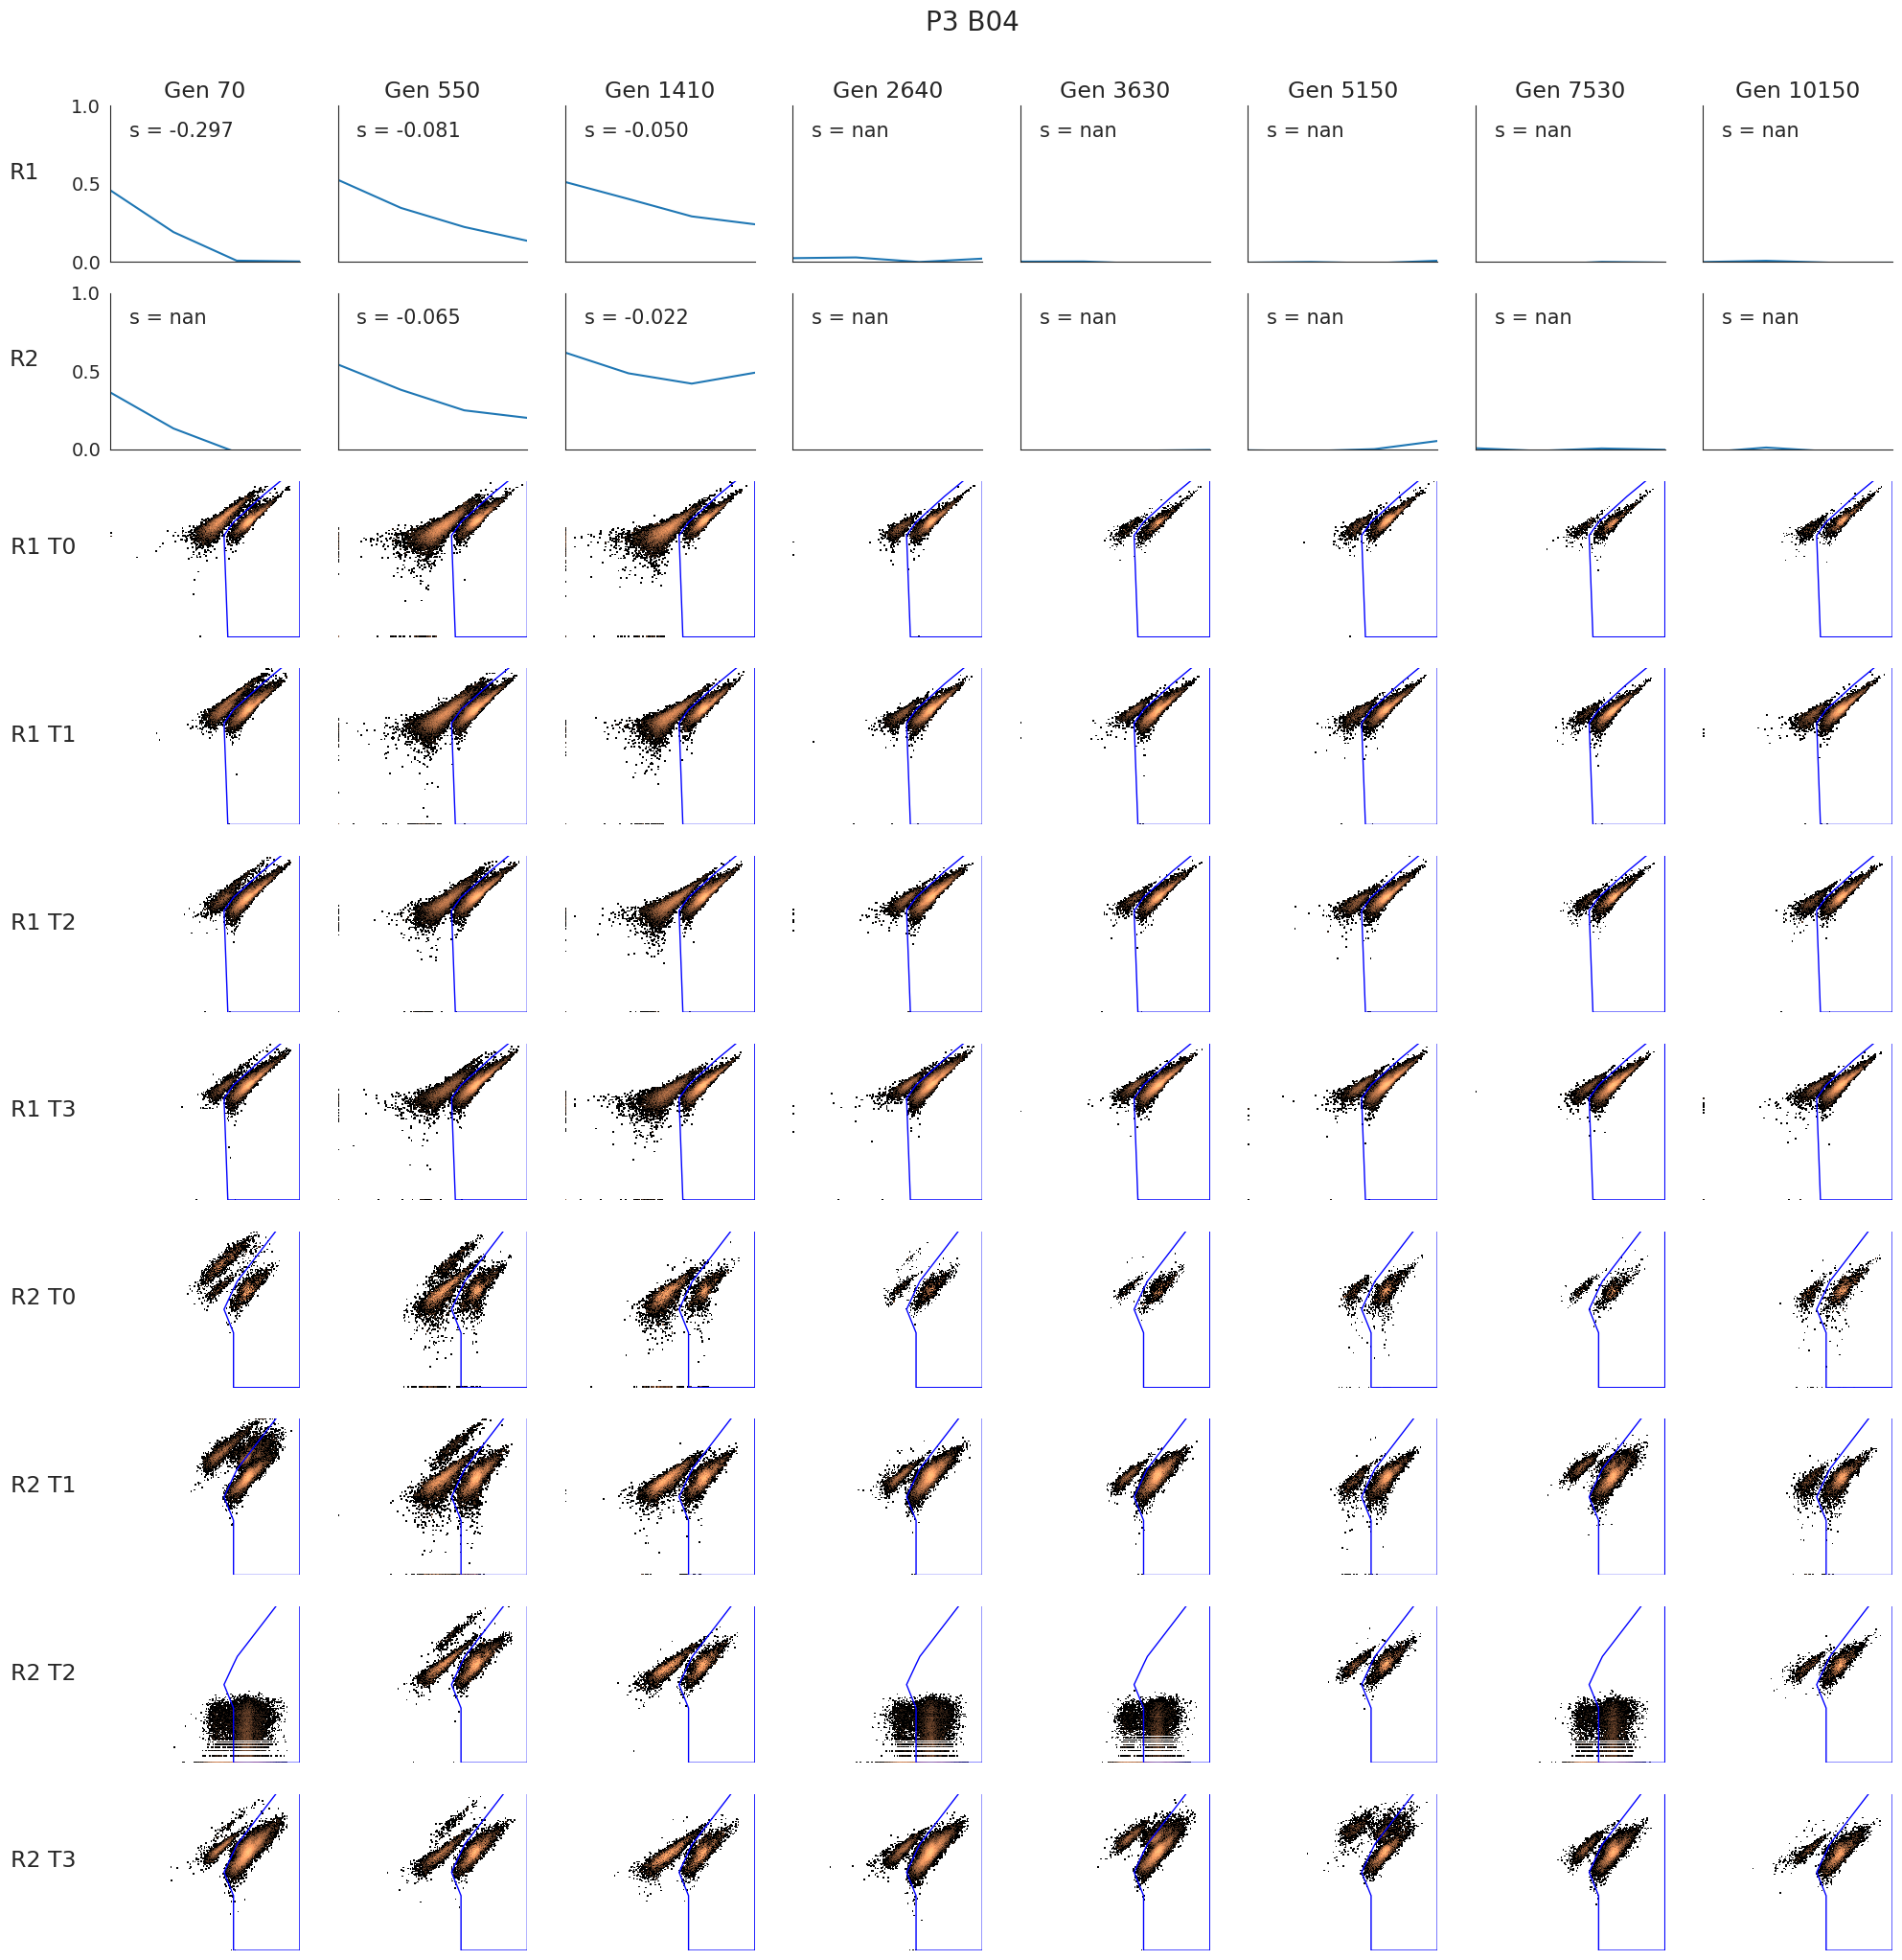 P3 B04
Gen 70 Gen 550 Gen 1410 Gen 2640 Gen 3630 Gen 5150 Gen 7530 Gen 10150
1.0
s = -0.297 s = -0.081 s = -0.050 s = nan s = nan s = nan s = nan s = nan
R1
0.5
0.0
1.0
s = nan s = -0.065 s = -0.022 s = nan s = nan s = nan s = nan s = nan
R2
0.5
0.0
R1 T0
R1 T1
R1 T2
R1 T3
R2 T0
R2 T1
R2 T2
R2 T3